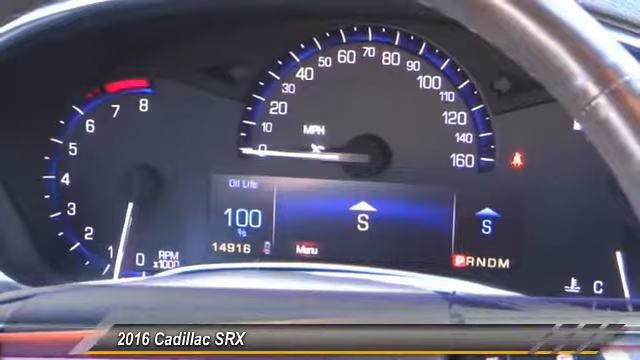 0 10 20 30 40 50 60 70 80 90 100 110 120 140 160
MPH
0 1 2 3 4 5 6 7 8
RPM
x1000
Oil Life
100
%
14916
S
Menu
S
PRNDM
C
2016 Cadillac SRX